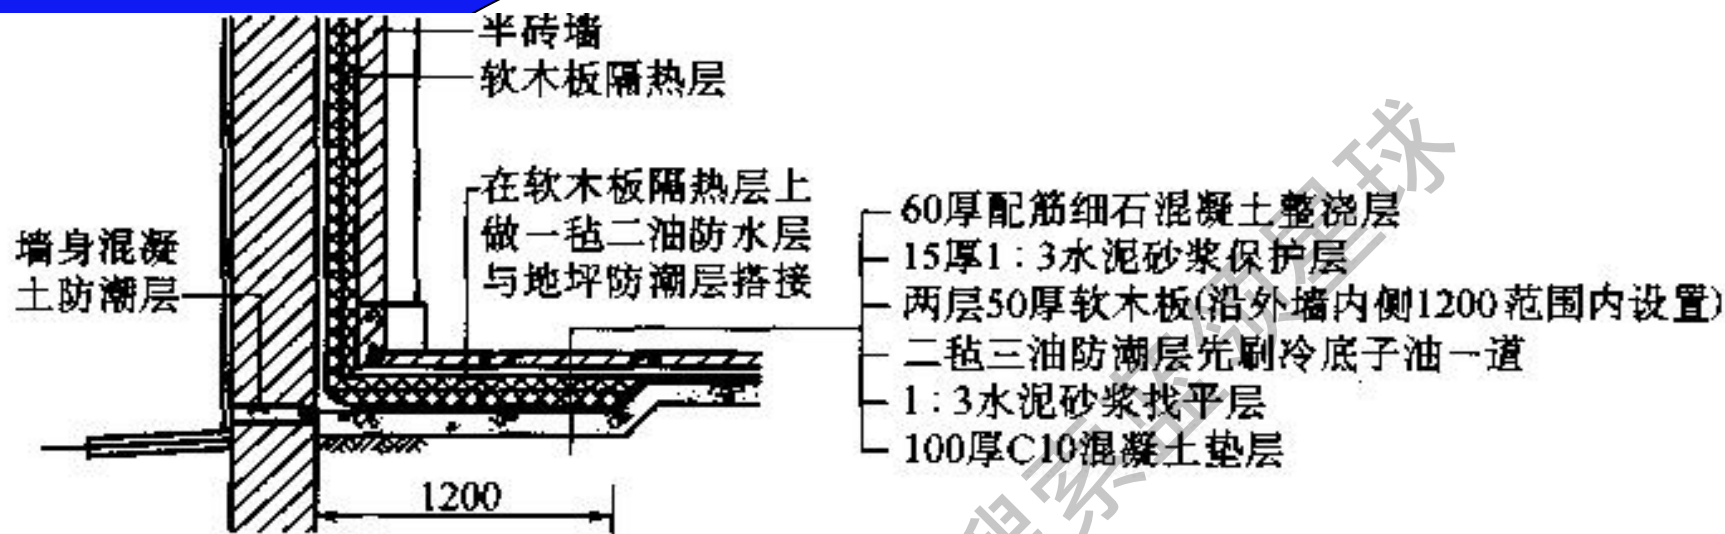 半砖墙
软木板隔热层
在软木板隔热层上
做一毡二油防水层
与地坪防潮层搭接
墙身混凝
土防潮层
60厚配筋细石混凝土整浇层
15厚1:3水泥砂浆保护层
两层50厚软木板(沿外墙内侧1200范围内设置)
二毡三油防潮层先刷冷底子油一道
1:3水泥砂浆找平层
100厚C10混凝土垫层
1200